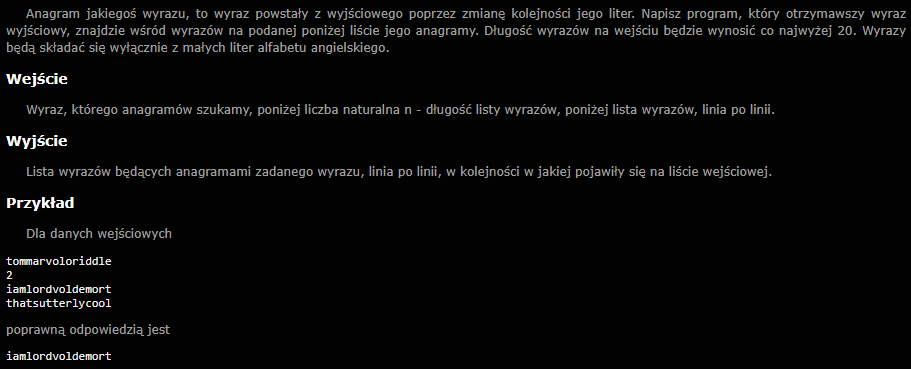 Anagram jakiegoś wyrazu, to wyraz powstały z wyjściowego poprzez zmianę kolejności jego liter. Napisz program, który otrzymawszy wyraz
wyjściowy, znajdzie wśród wyrazów na podanej poniżej liście jego anagramy. Długość wyrazów na wejściu będzie wynosić co najwyżej 20. Wyrazy
będą składać się wyłącznie z małych liter alfabetu angielskiego.
Wejście
Wyraz, którego anagramów szukamy, poniżej liczba naturalna n - długość listy wyrazów, poniżej lista wyrazów, linia po linii.
Wyjście
Lista wyrazów będących anagramami zadanego wyrazu, linia po linii, w kolejności w jakiej pojawiły się na liście wejściowej.
Przykład
Dla danych wejściowych
tommarvoloriddle
2
iamlordvoldemort
thatsutterlycool
poprawną odpowiedzią jest
iamlordvoldemort